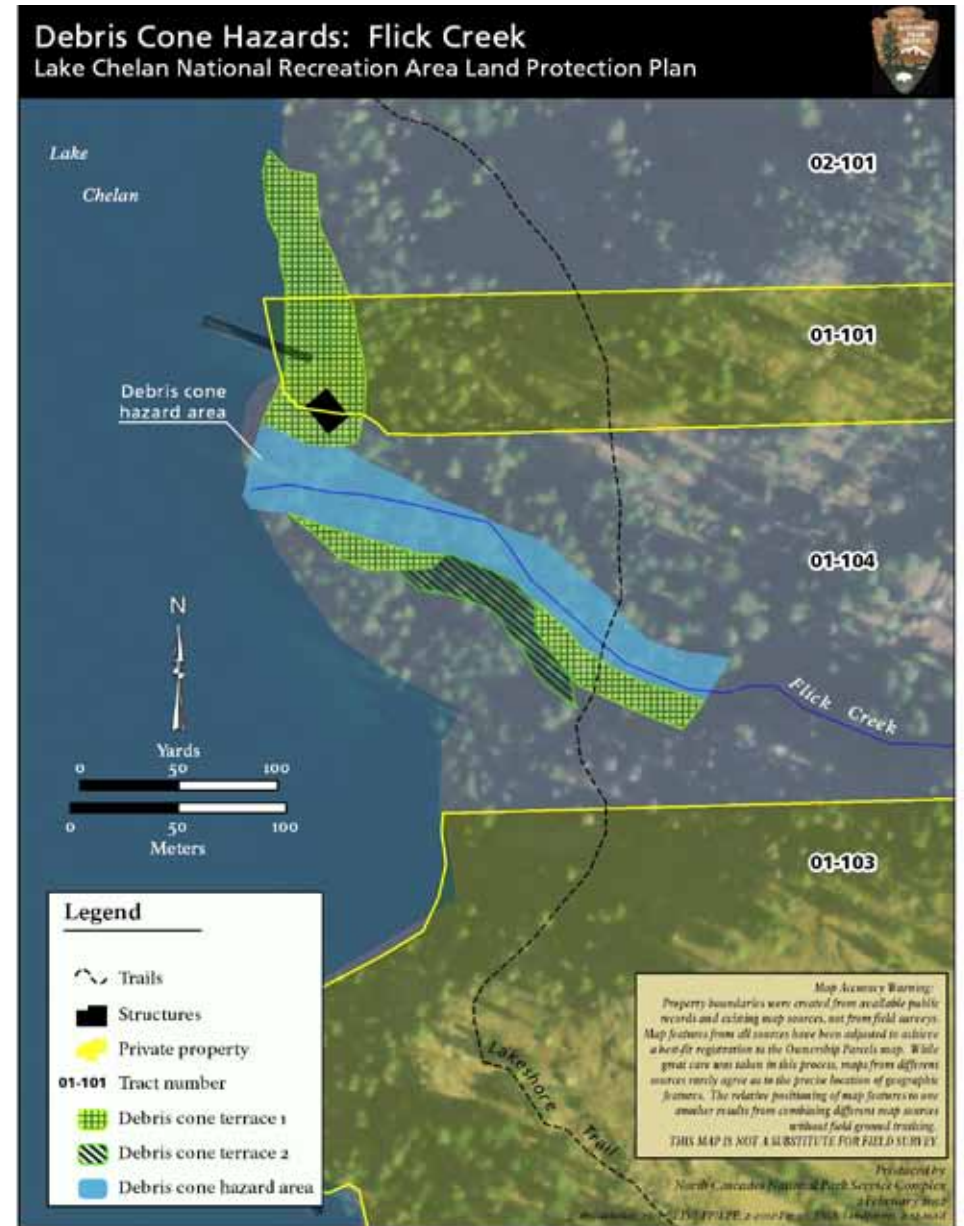 Debris Cone Hazards: Flick Creek
Lake Chelan National Recreation Area Land Protection Plan
Lake
Chelan
02-101
01-101
Debris cone
hazard area
01-104
N
Flick Creek
Yards
0 50 100
0 50 100
Meters
01-103
Legend
Trails
Structures
Private property
01-101 Tract number
Debris cone terrace 1
Debris cone terrace 2
Debris cone hazard area
Lakeshore Trail
Map Accuracy Warning:
Property boundaries were created from available public
records and existing map sources, not from field surveys.
Map features from all sources have been adjusted to achieve
a best-fit registration to the Ownership Parcels map. While
great care was taken in this process, maps from different
sources rarely agree as to the precise location of geographic
features. The relative positioning of map features to one
another results from combining different map sources
without field ground truthing.
THIS MAP IS NOT A SUBSTITUTE FOR FIELD SURVEY
Produced by
North Cascades National Park Service Complex